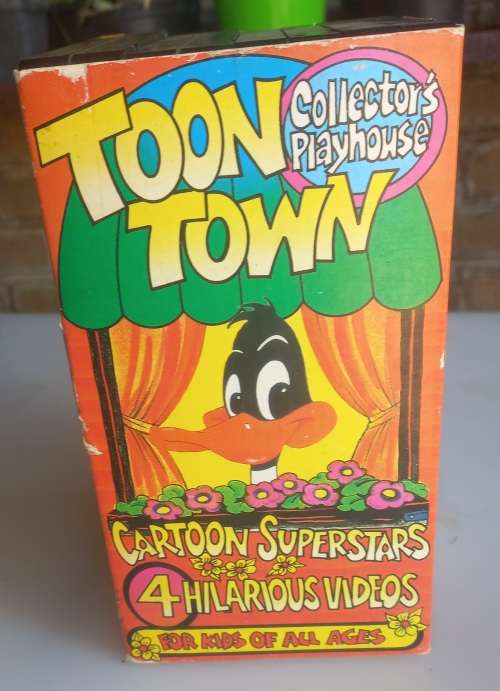 TOON
Collector's
Playhouse
TOWN
CARTOON SUPERSTARS
4 HILARIOUS VIDEOS
FOR KIDS OF ALL AGES